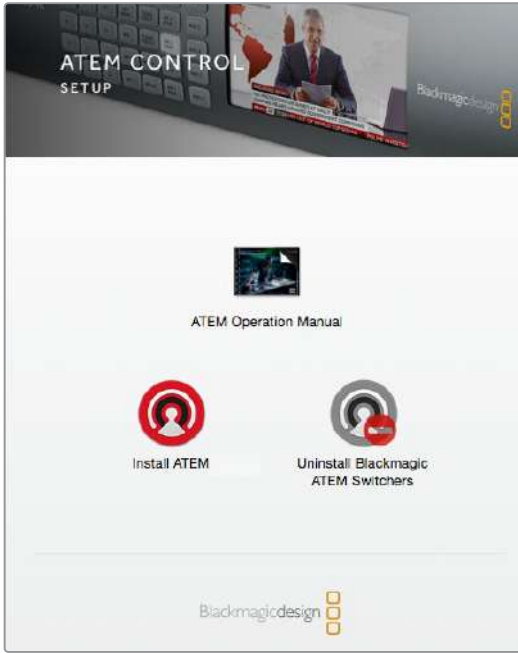 ATEM CONTROL
SETUP
Blackmagicdesign
ATEM Operation Manual
Install ATEM
Uninstall Blackmagic
ATEM Switchers
Blackmagicdesign